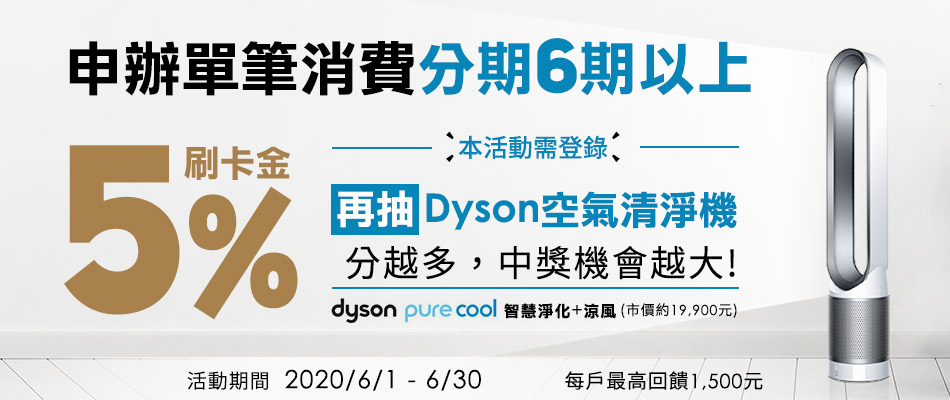 申辦單筆消費分期6期以上
5%刷卡金
本活動需登錄
再抽Dyson空氣清淨機
分越多，中獎機會越大!
dyson pure cool 智慧淨化+涼風 (市價約19,900元)
活動期間 2020/6/1 - 6/30 每戶最高回饋1,500元